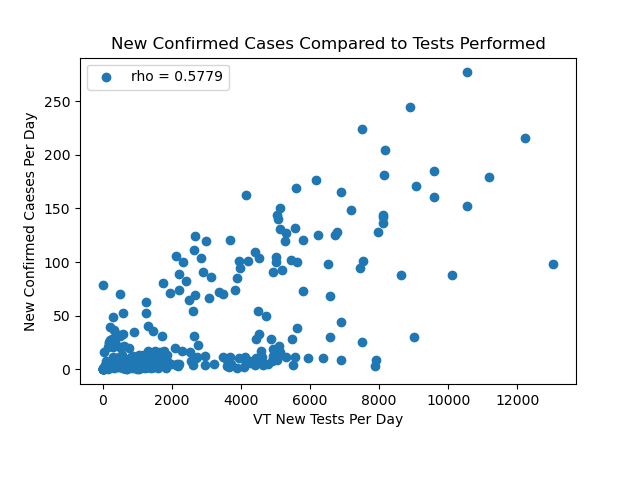 New Confirmed Cases Compared to Tests Performed
rho = 0.5779
New Confirmed Caeses Per Day
250
200
150
100
50
0
0 2000 4000 6000 8000 10000 12000
VT New Tests Per Day